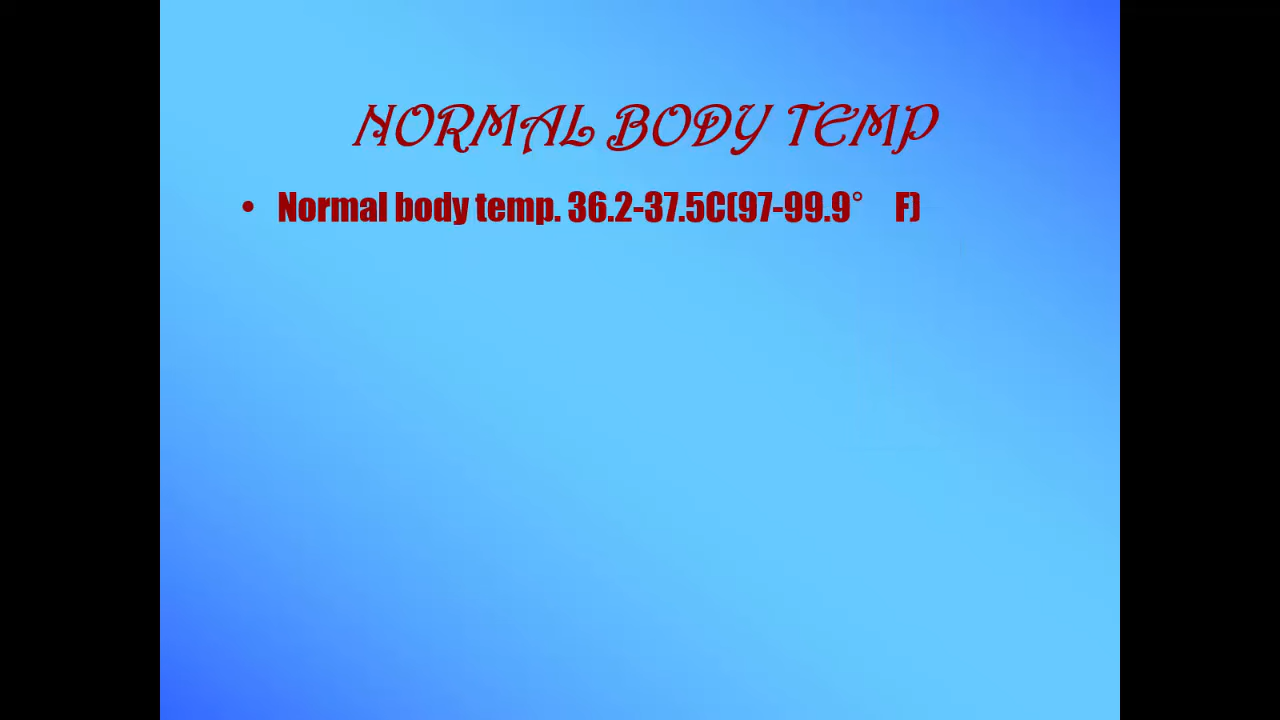 NORMAL BODY TEMP
• Normal body temp. 36.2-37.5C(97-99.9° F)